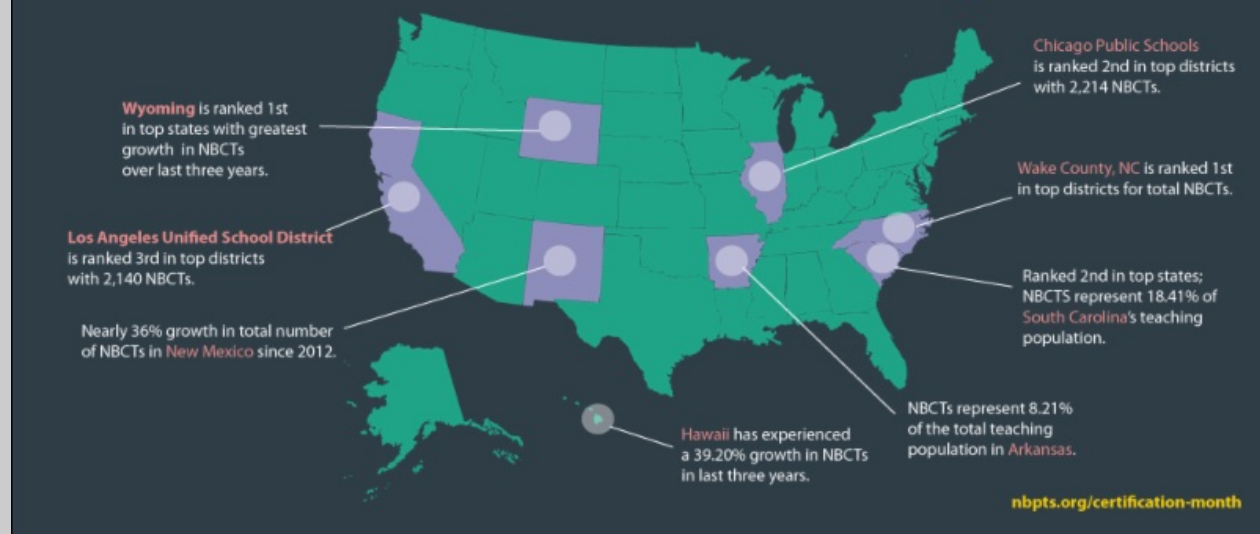 Chicago Public Schools
is ranked 2nd in top districts
with 2,214 NBCTs.
Wyoming is ranked 1st
in top states with greatest
growth in NBCTs
over last three years.
Wake County, NC is ranked 1st
in top districts for total NBCTs.
Los Angeles Unified School District
is ranked 3rd in top districts
with 2,140 NBCTs.
Ranked 2nd in top states;
NBCTS represent 18.41% of
South Carolina's teaching
population.
Nearly 36% growth in total number
of NBCTs in New Mexico since 2012.
NBCTs represent 8.21%
of the total teaching
population in Arkansas.
Hawaii has experienced
a 39.20% growth in NBCTs
in last three years.
nbpts.org/certification-month